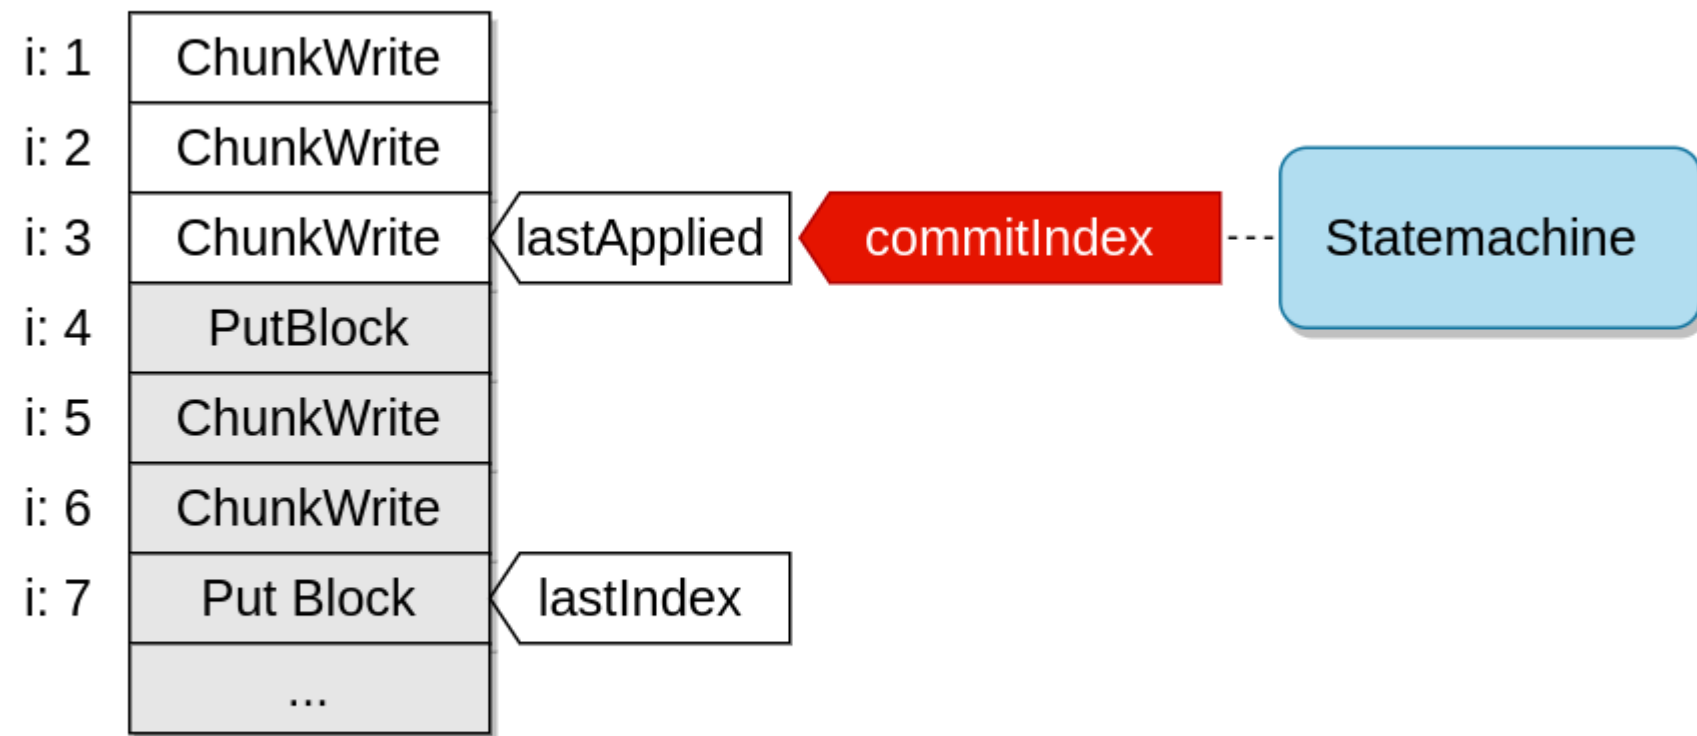 i: 1 ChunkWrite
i: 2 ChunkWrite
i: 3 ChunkWrite lastApplied commitIndex Statemachine
i: 4 PutBlock
i: 5 ChunkWrite
i: 6 ChunkWrite
i: 7 Put Block lastIndex
...